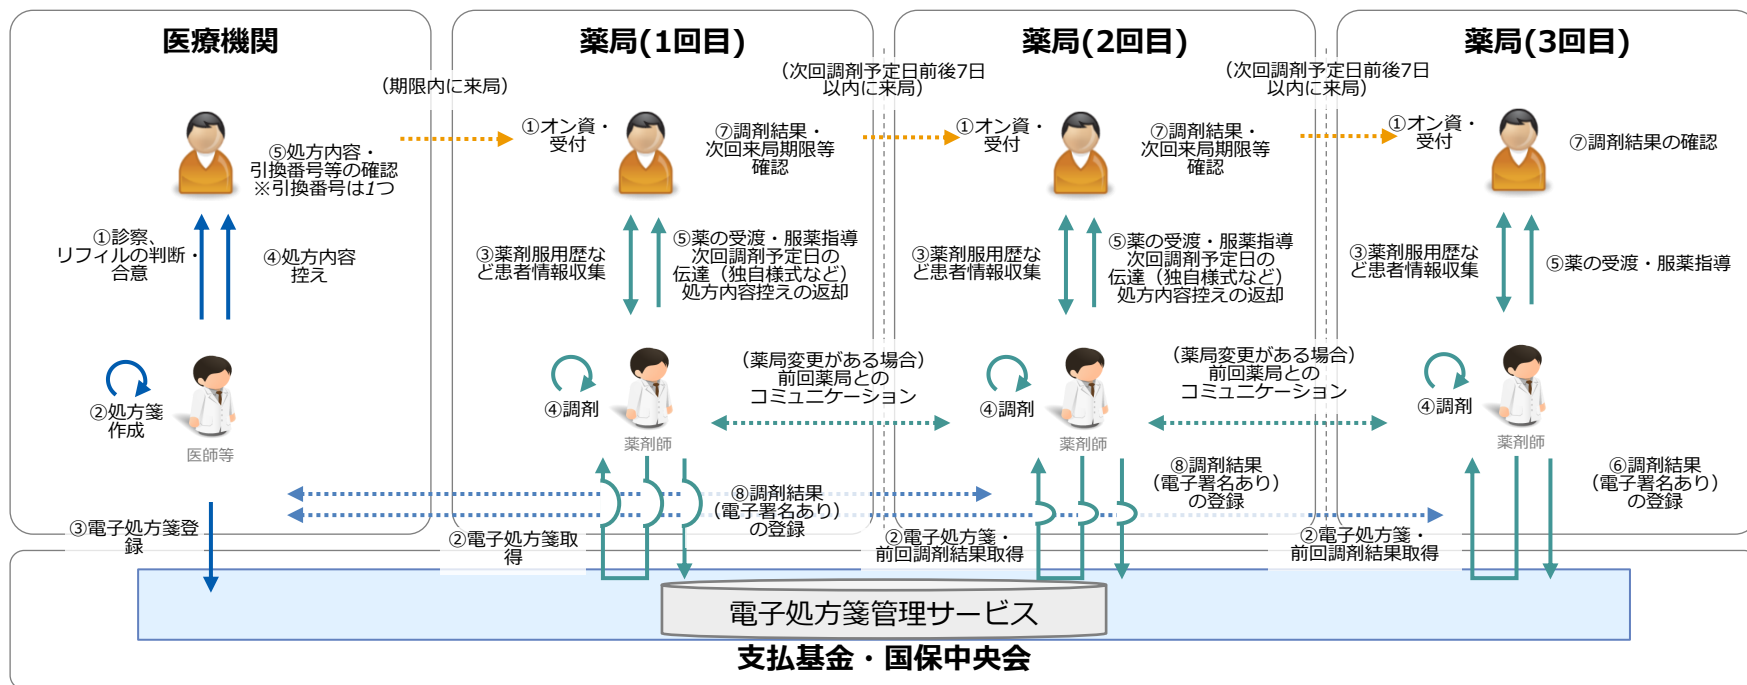 医療機関
(期限内に来局)
⑤処方内容・
引換番号等の確認
※引換番号は1つ
①診察、
リフィルの判断・
合意
④処方内容
控え
②処方箋
作成
医師等
③電子処方箋登
録
薬局(1回目)
(次回調剤予定日前後7日
以内に来局)
①オン資・
受付
⑦調剤結果・
次回来局期限等
確認
③薬剤服用歴な
ど患者情報収集
⑤薬の受渡・服薬指導
次回調剤予定日の
伝達（独自様式など）
処方内容控えの返却
④調剤
薬剤師
（薬局変更がある場合）
前回薬局との
コミュニケーション
②電子処方箋取
得
⑧調剤結果
(電子署名あり)
の登録
薬局(2回目)
(次回調剤予定日前後7日
以内に来局)
①オン資・
受付
⑦調剤結果・
次回来局期限等
確認
③薬剤服用歴な
ど患者情報収集
⑤薬の受渡・服薬指導
次回調剤予定日の
伝達（独自様式など）
処方内容控えの返却
④調剤
薬剤師
（薬局変更がある場合）
前回薬局との
コミュニケーション
②電子処方箋・
前回調剤結果取得
⑧調剤結果
(電子署名あり)
の登録
薬局(3回目)
①オン資・
受付
⑦調剤結果の確認
③薬剤服用歴な
ど患者情報収集
⑤薬の受渡・服薬指導
④調剤
薬剤師
②電子処方箋・
前回調剤結果取得
⑥調剤結果
(電子署名あり)
の登録
電子処方箋管理サービス
支払基金・国保中央会